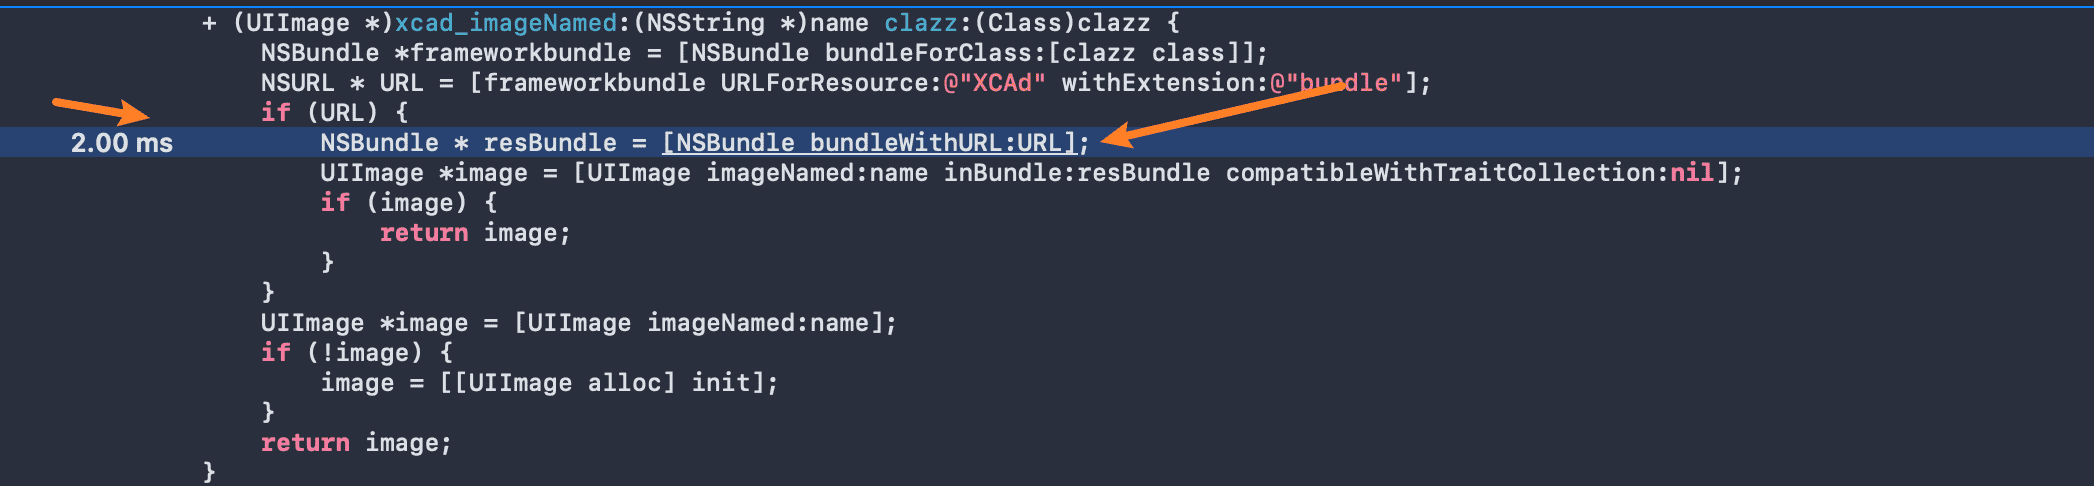 + (UIImage *)xcad_imageNamed:(NSString *)name clazz:(Class)clazz {
NSBundle *frameworkbundle = [NSBundle bundleForClass:[clazz class]];
NSURL * URL = [frameworkbundle URLForResource:@"XCAd" withExtension:@"bundle"];
if (URL) {
2.00 ms NSBundle * resBundle = [NSBundle bundleWithURL:URL];
UIImage *image = [UIImage imageNamed:name inBundle:resBundle compatibleWithTraitCollection:nil];
if (image) {
return image;
}
}
UIImage *image = [UIImage imageNamed:name];
if (!image) {
image = [[UIImage alloc] init];
}
return image;
}